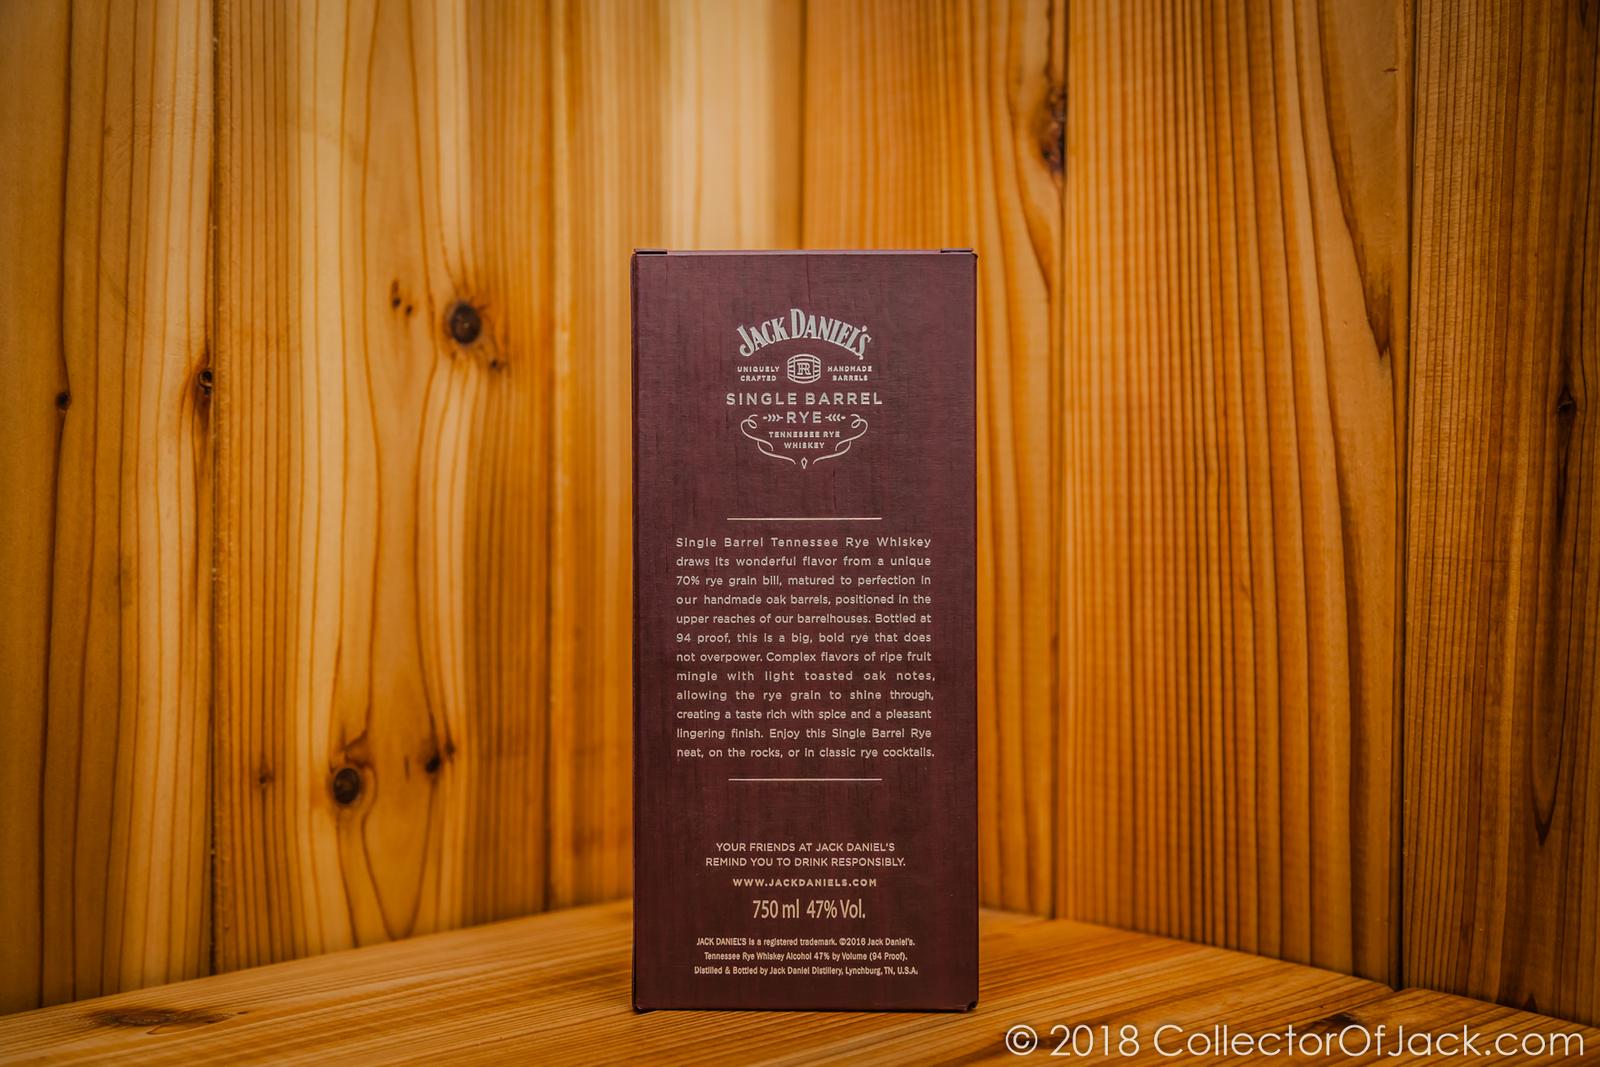 JACK DANIEL'S
UNIQUELY CRAFTED
HANDMADE BARRELS
SINGLE BARREL
RYE
TENNESSEE RYE
WHISKEY
Single Barrel Tennessee Rye Whiskey
draws its wonderful flavor from a unique
70% rye grain bill, matured to perfection in
our handmade oak barrels, positioned in the
upper reaches of our barrelhouses. Bottled at
94 proof, this is a big, bold rye that does
not overpower. Complex flavors of ripe fruit
mingle with light toasted oak notes,
allowing the rye grain to shine through,
creating a taste rich with spice and a pleasant
lingering finish. Enjoy this Single Barrel Rye
neat, on the rocks, or in classic rye cocktails.
YOUR FRIENDS AT JACK DANIEL'S
REMIND YOU TO DRINK RESPONSIBLY.
WWW.JACKDANIELS.COM
750 ml 47% Vol.
JACK DANIEL'S is a registered trademark. ©2016 Jack Daniel's.
Tennessee Rye Whiskey Alcohol 47% by Volume (94 Proof).
Distilled & Bottled by Jack Daniel Distillery, Lynchburg, TN, U.S.A.
© 2018 CollectorOfJack.com